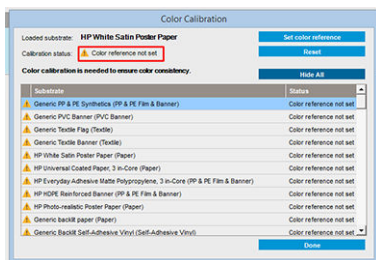 Color Calibration
Loaded substrate: HP White Satin Poster Paper
Set color reference
Calibration status: Color reference not set
Reset
Color calibration is needed to ensure color consistency.
Hide All
Substrate Status
Generic PP & PE Synthetics (PP & PE Film & Banner) Color reference not set
Generic PVC Banner (PVC Banner) Color reference not set
Generic Textile Flag (Textile) Color reference not set
Generic Textile Banner (Textile) Color reference not set
HP White Satin Poster Paper (Paper) Color reference not set
HP Universal Coated Paper, 3 in-Core (Paper) Color reference not set
HP Everyday Adhesive Matte Polypropylene, 3 in-Core (PP & PE Film & Banner) Color reference not set
HP HDPE Reinforced Banner (PP & PE Film & Banner) Color reference not set
HP Photo-realistic Poster Paper (Paper) Color reference not set
Generic backlit paper (Paper) Color reference not set
Generic Backlit Self-Adhesive Vinyl (Self-Adhesive Vinyl) Color reference not set
Done